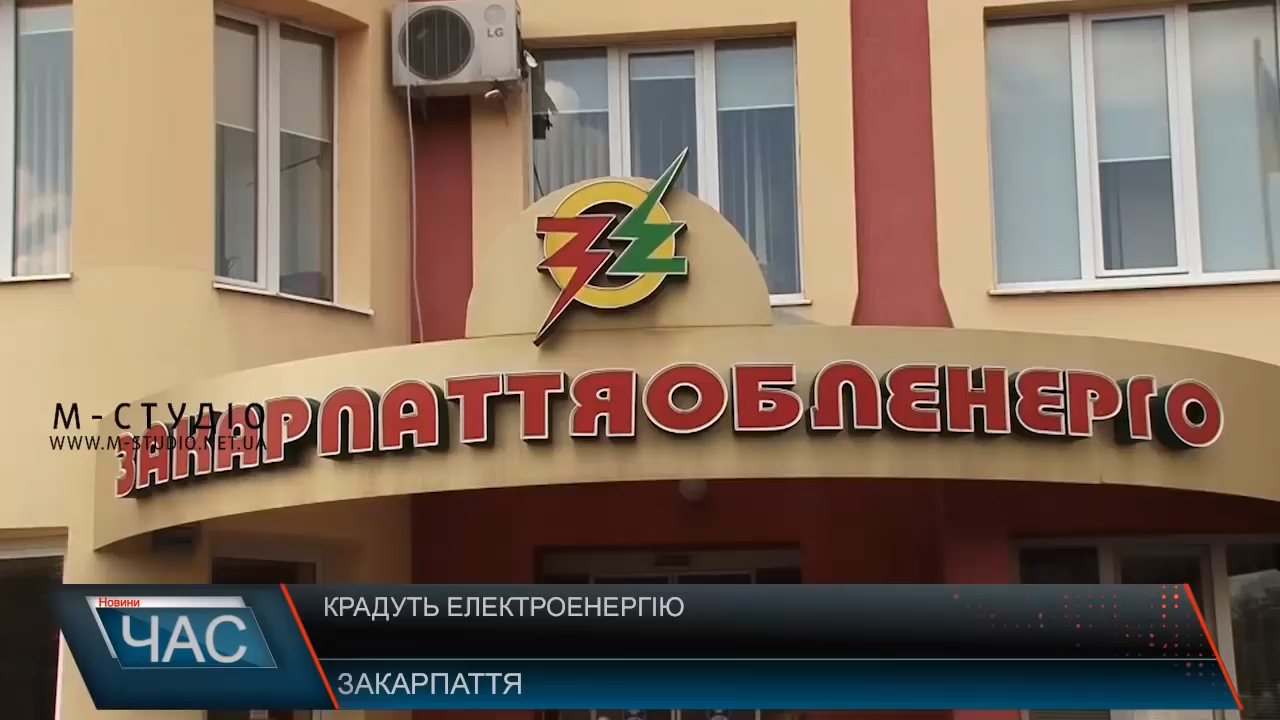 LG
ЗАКАРПАТТЯОБЛЕНЕРГО
М-СТУДІО
WWW.M-STUDIO.NET.UA
Новини
ЧАС
КРАДУТЬ ЕЛЕКТРОЕНЕРГІЮ
ЗАКАРПАТТЯ